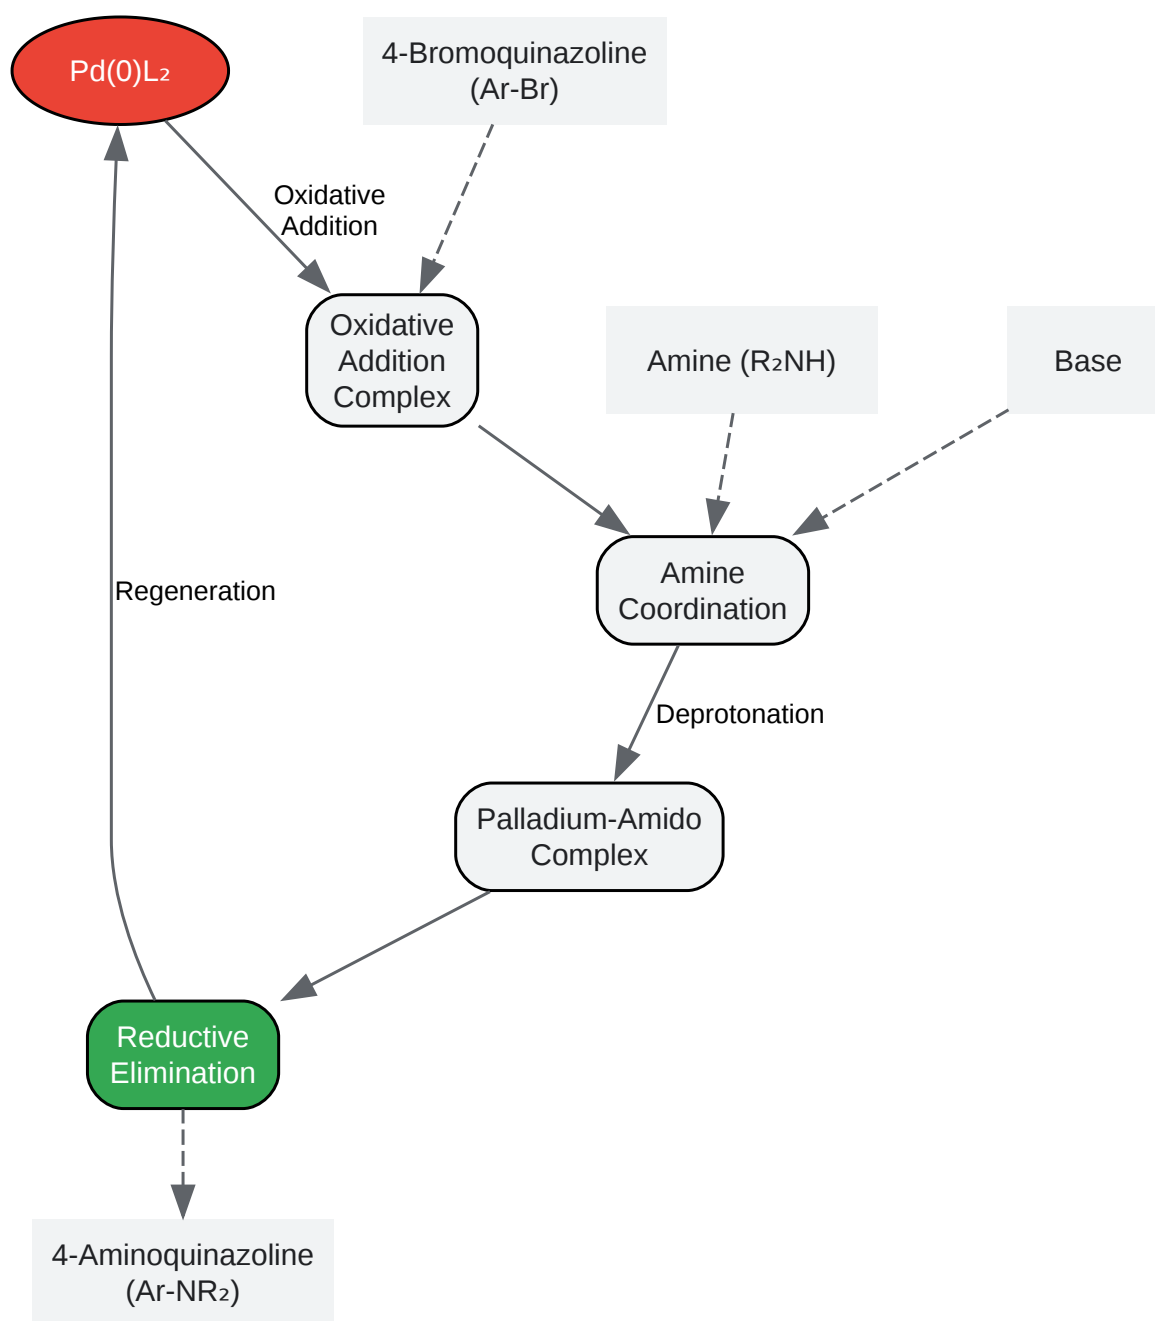 Pd(0)L₂
4-Bromoquinazoline
(Ar-Br)
Oxidative
Addition
Oxidative
Addition
Complex
Amine (R₂NH)
Base
Amine
Coordination
Regeneration
Deprotonation
Palladium-Amido
Complex
Reductive
Elimination
4-Aminoquinazoline
(Ar-NR₂)